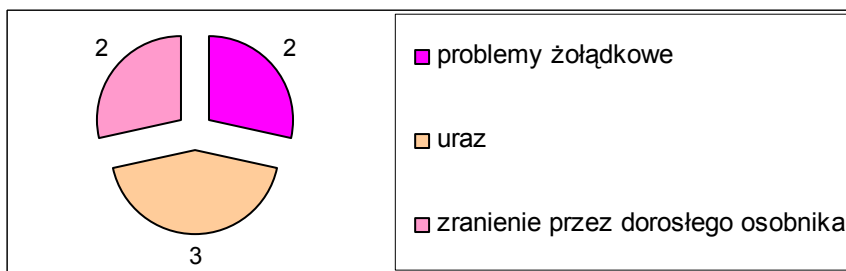 2
2
3
problemy żołądkowe
uraz
zranienie przez dorosłego osobnika